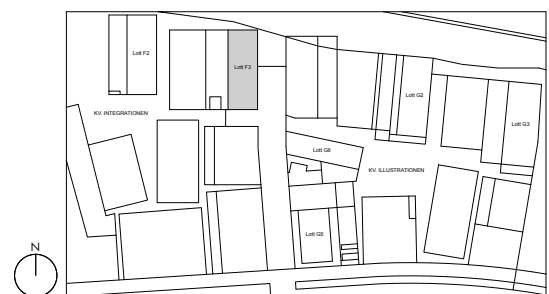 Lott F2
Lott F3
Lott G2
KV. INTEGRATIONEN
Lott G3
Lott G6
KV. ILLUSTRATIONEN
Lott G5
N